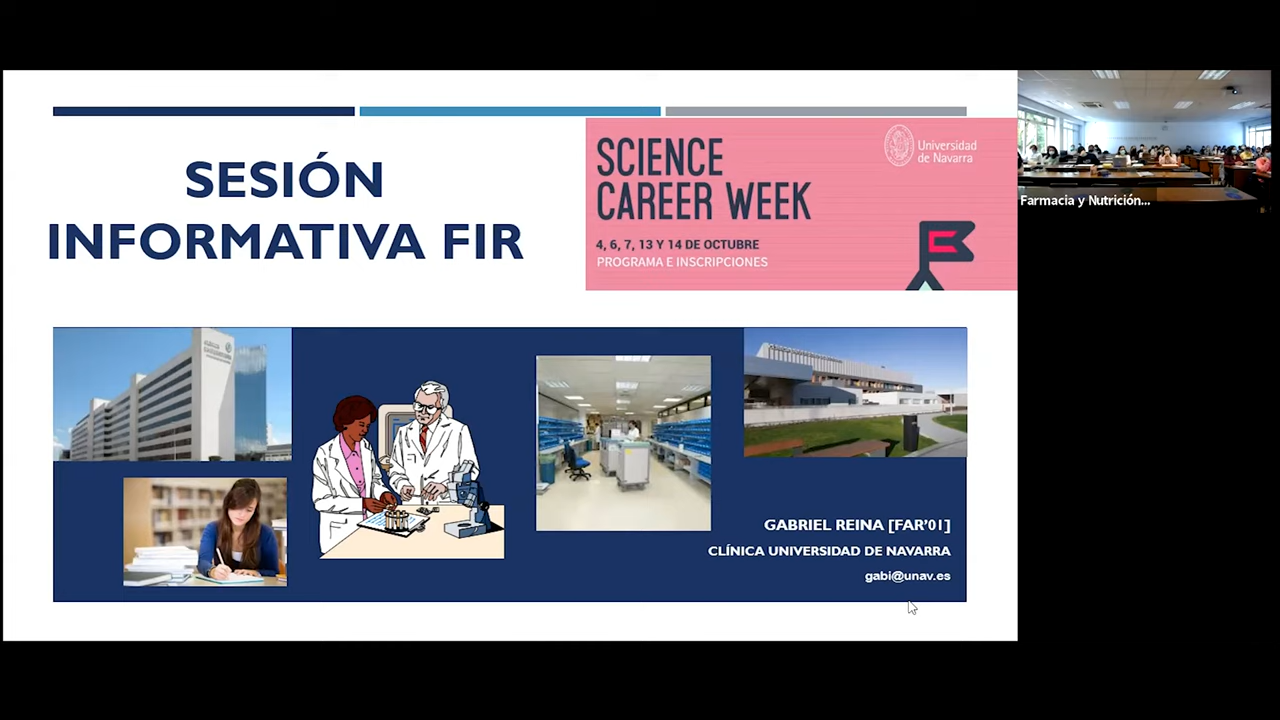 SESIÓN
INFORMATIVA FIR
SCIENCE
CAREER WEEK
Universidad
de Navarra
4, 6, 7, 13 Y 14 DE OCTUBRE
PROGRAMA E INSCRIPCIONES
Farmacia y Nutrición...
GABRIEL REINA [FAR'01]
CLÍNICA UNIVERSIDAD DE NAVARRA
gabi@unav.es